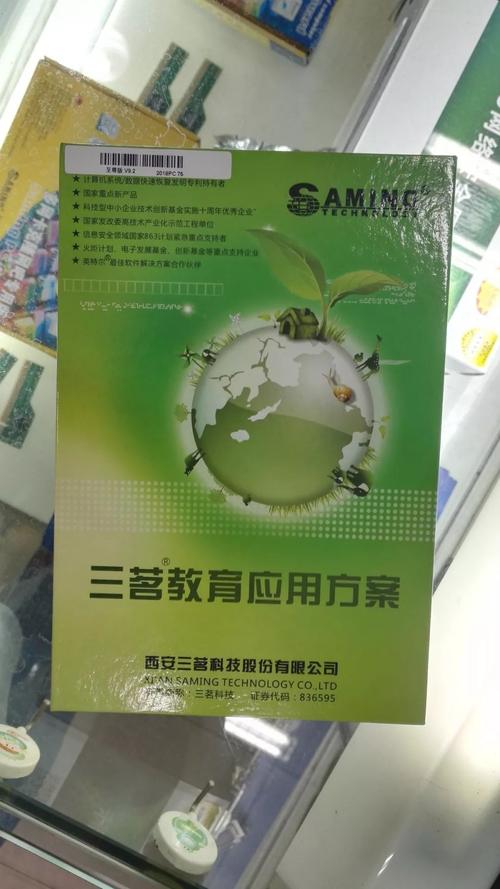 至尊版 V9.2 2018PC 76
★ 计算机系统/数据快速恢复发明专利持有者
★ 国家重点新产品
★ 科技型中小企业技术创新基金实施十周年优秀企业
★ 国家发改委高技术产业化示范工程单位
★ 信息安全领域国家863计划紧急重点支持者
★ 火炬计划、电子发展基金、创新基金等重点支持企业
★ 英特尔®最佳软件解决方案合作伙伴
SAMING®
TECHNOLOGY
三茗®教育应用方案
西安三茗科技股份有限公司
XI'AN SAMING TECHNOLOGY CO.,LTD
三茗科技 证券代码：836595